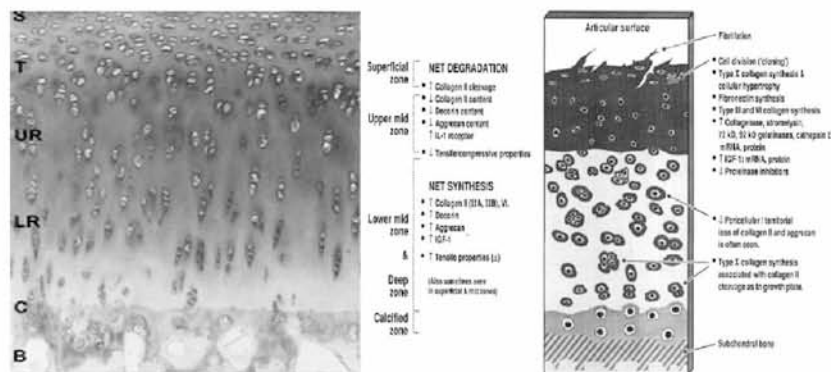 S
T
UR
LR
C
B
Superficial
zone
Upper mid
zone
Lower mid
zone
&
Deep
zone
Calcified
zone
NET DEGRADATION
• ↑ Collagen II cleavage
• ↓ Collagen II content
• ↓ Decorin content
• ↓ Aggrecan content
↑ IL-1 receptor
• ↓ Tensile/compressive properties
NET SYNTHESIS
• ↑ Collagen II (IIA, IIB), VI,
• ↑ Decorin
• ↑ Aggrecan
• ↑ IGF-1
• ↑ Tensile properties (±)
(Also sometimes seen
in superficial & mid zones)
Articular surface
Fibrillation
• Cell division ('cloning')
• Type X collagen synthesis &
cellular hypertrophy
• Fibronectin synthesis
• Type III and VI collagen synthesis
• ↑ Collagenase, stromelysin,
72 kD, 92 kD gelatinases, cathepsin B
mRNA, protein
• ↑ IGF-1 mRNA, protein
• ↓ Proteinase inhibitors
• ↓ Pericellular / territorial
loss of collagen II and aggrecan
is often seen.
• Type X collagen synthesis
associated with collagen II
cleavage as in growth plate.
Subchondral bone